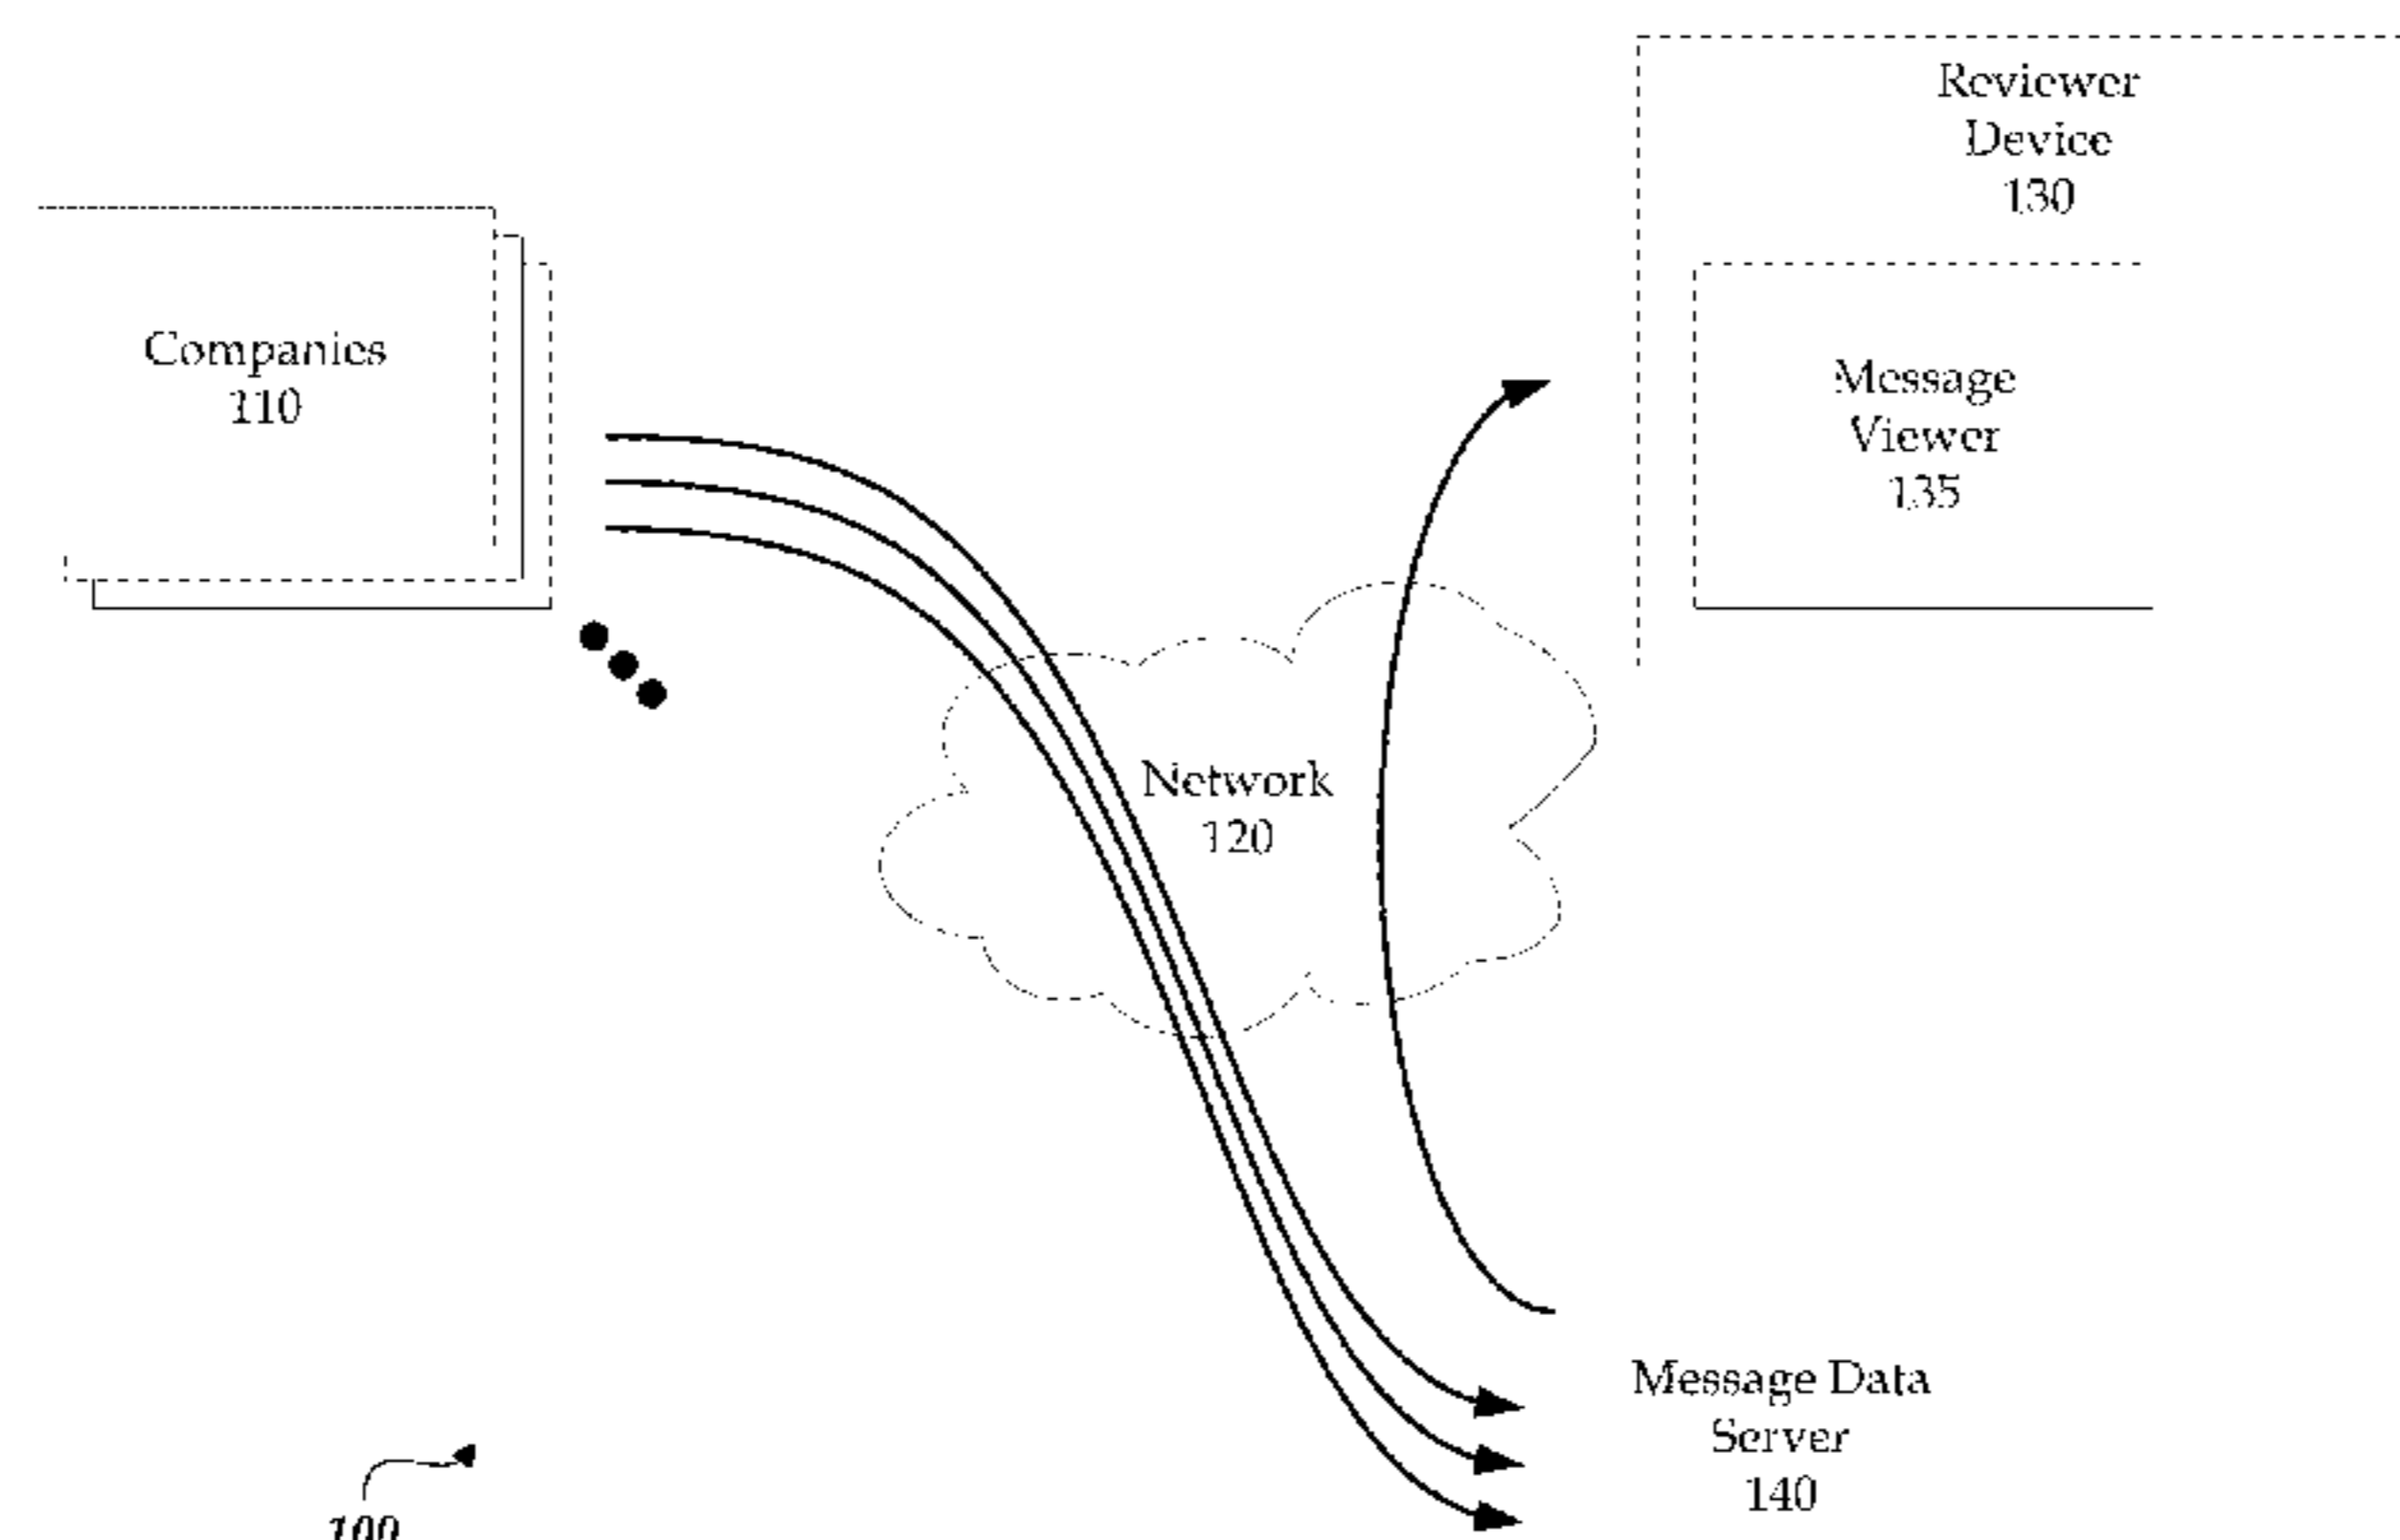 Reviewer
Device
130
Companies
110
Message
Viewer
135
Network
120
Message Data
Server
140
100